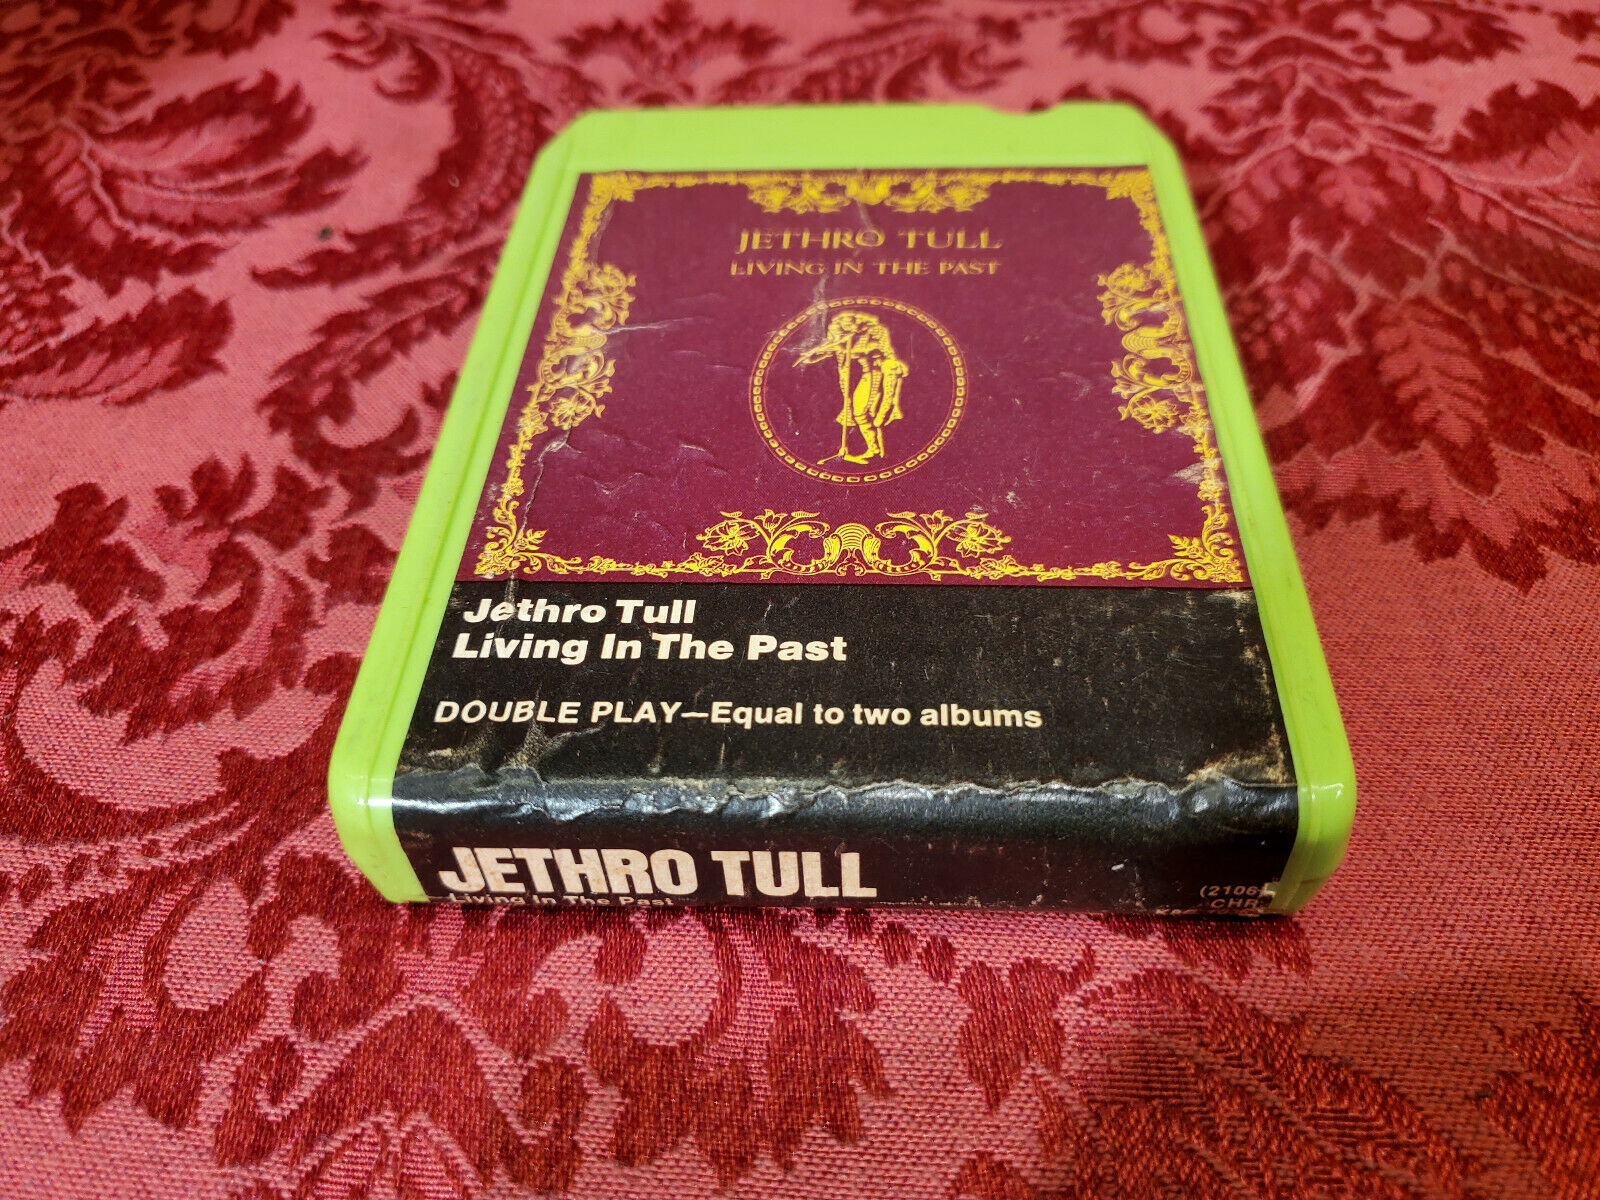 JETHRO TULL
LIVING IN THE PAST
Jethro Tull
Living In The Past
DOUBLE PLAY—Equal to two albums
JETHRO TULL
Living In The Past
CHR